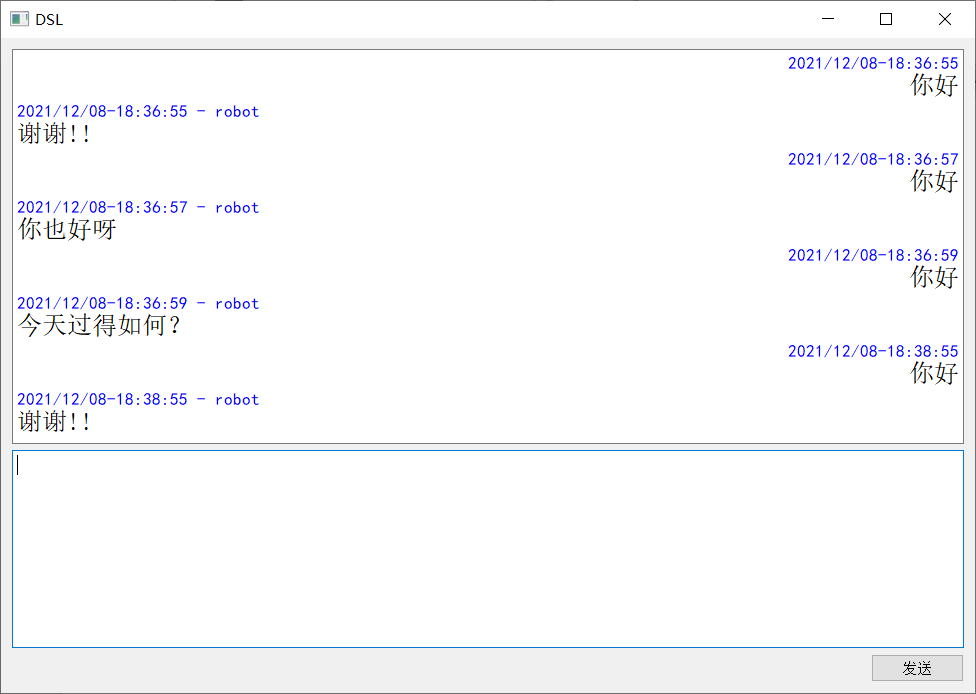 DSL
2021/12/08-18:36:55
你好
2021/12/08-18:36:55 - robot
谢谢!!
2021/12/08-18:36:57
你好
2021/12/08-18:36:57 - robot
你也好呀
2021/12/08-18:36:59
你好
2021/12/08-18:36:59 - robot
今天过得如何？
2021/12/08-18:38:55
你好
2021/12/08-18:38:55 - robot
谢谢!!
发送